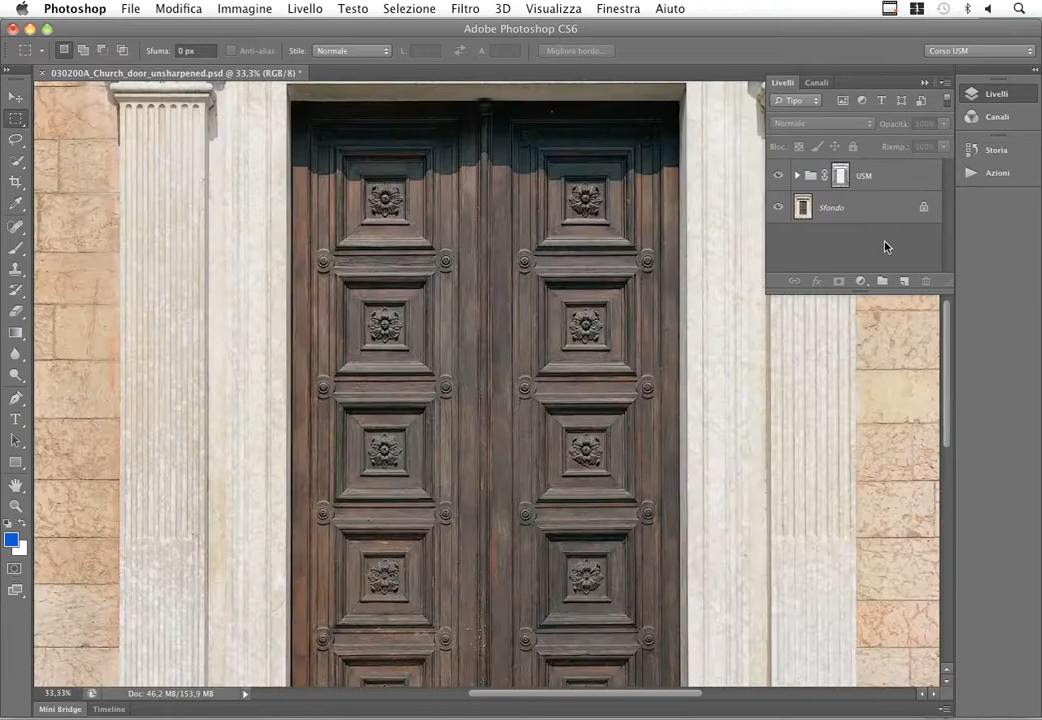 Photoshop File Modifica Immagine Livello Testo Selezione Filtro 3D Visualizza Finestra Aiuto
Adobe Photoshop CS6
Sfuma: 0 px Anti-alias Stile: Normale L: A: Migliora bordo... Corso USM
030200A_Church_door_unsharpened.psd @ 33,3% (RGB/8) *
Livelli Canali
Tipo
Normale Opacità: 100%
Bloc.: Riemp.: 100%
USM
Sfondo
Livelli
Canali
Storia
Azioni
33,33% Doc: 46,2 MB/153,9 MB
Mini Bridge Timeline